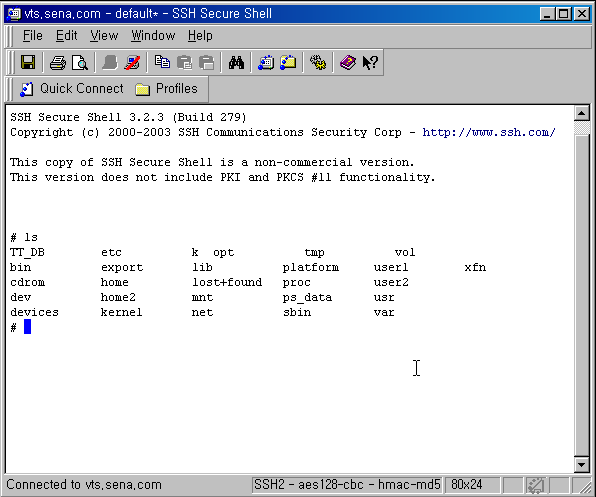 vts.sena.com - default* - SSH Secure Shell
File Edit View Window Help
Quick Connect Profiles
SSH Secure Shell 3.2.3 (Build 279)
Copyright (c) 2000-2003 SSH Communications Security Corp - http://www.ssh.com/
This copy of SSH Secure Shell is a non-commercial version.
This version does not include PKI and PKCS #11 functionality.
# ls
TT_DB etc k opt tmp vol
bin export lib platform user1 xfn
cdrom home lost+found proc user2
dev home2 mnt ps_data usr
devices kernel net sbin var
#
Connected to vts.sena.com SSH2 - aes128-cbc - hmac-md5 80x24